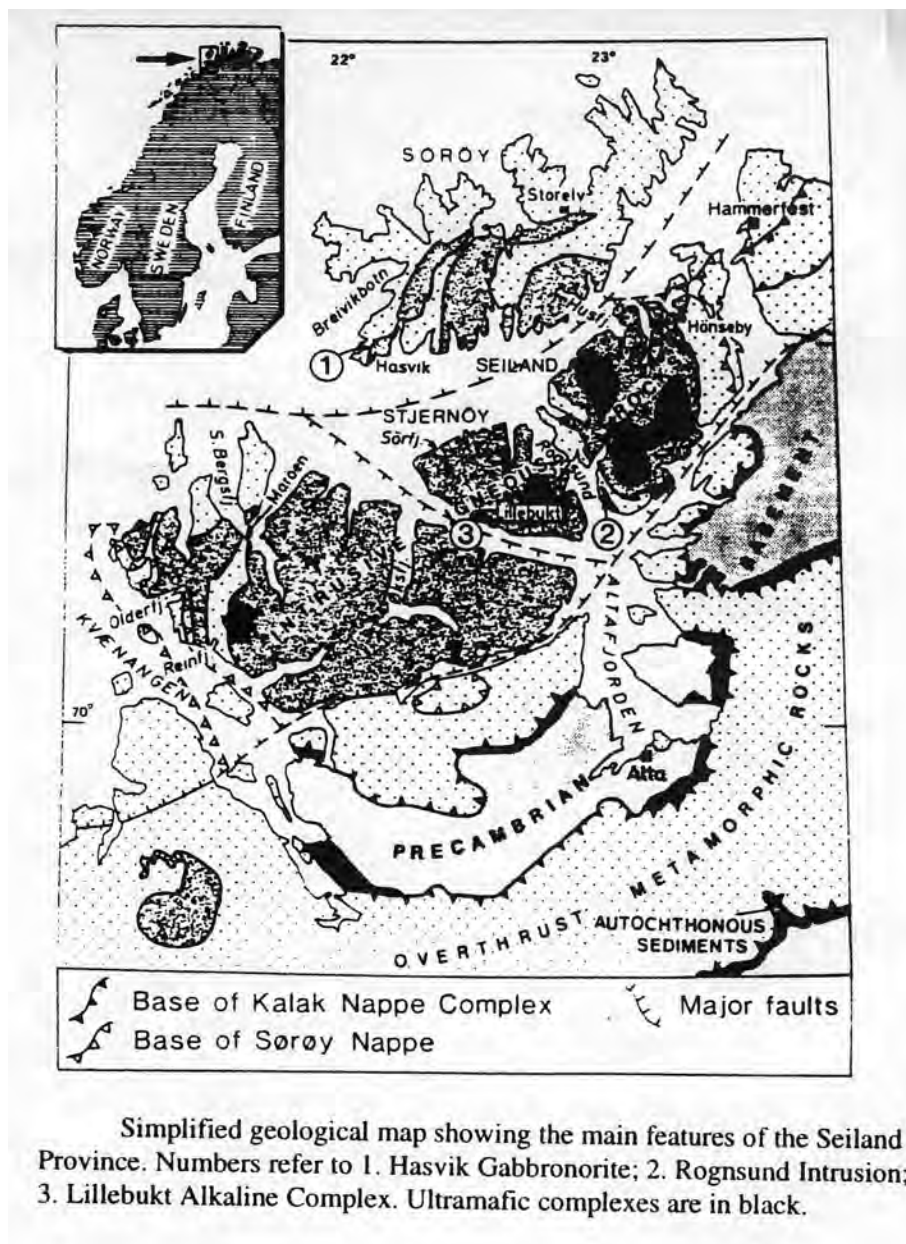 22°
23°
NORWAY
SWEDEN
FINLAND
SORÖY
Storelv
Hammerfest
Breivikbotn
Hönseby
1
Hasvik
SEILAND
STJERNÖY
Sörfj.
S. Bergsfj.
Lillebukt
3
2
INTRUSIVE
ROC
BASEMENT
Olderfj.
KVÆNANGEN
Reinfj.
ALTAFJORDEN
70°
Alta
PRECAMBRIAN
OVERTHRUST METAMORPHIC ROCKS
AUTOCHTHONOUS
SEDIMENTS
Base of Kalak Nappe Complex
Major faults
Base of Sørøy Nappe
Simplified geological map showing the main features of the Seiland
Province. Numbers refer to 1. Hasvik Gabbronorite; 2. Rognsund Intrusion;
3. Lillebukt Alkaline Complex. Ultramafic complexes are in black.